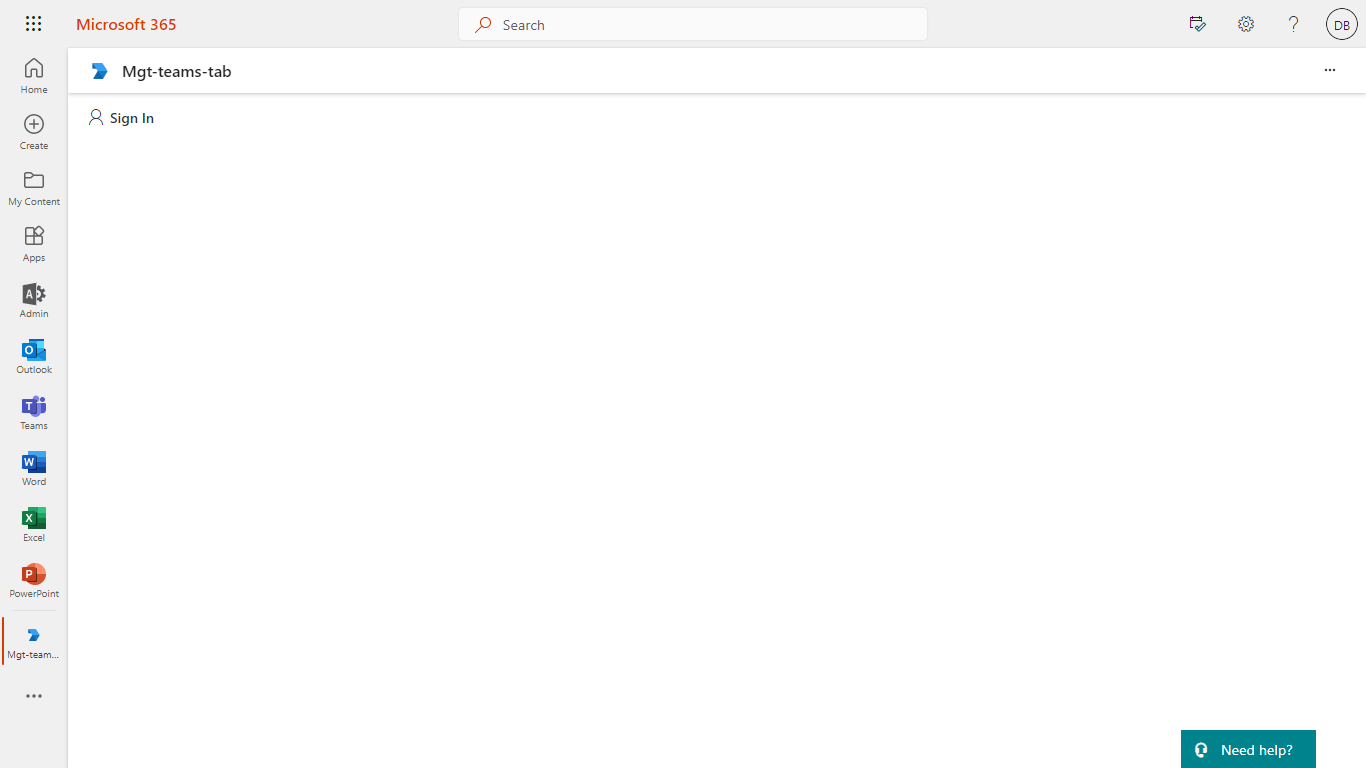 Microsoft 365
Search
DB
Mgt-teams-tab
Sign In
Home
Create
My Content
Apps
Admin
Outlook
Teams
Word
Excel
PowerPoint
Mgt-team...
Need help?